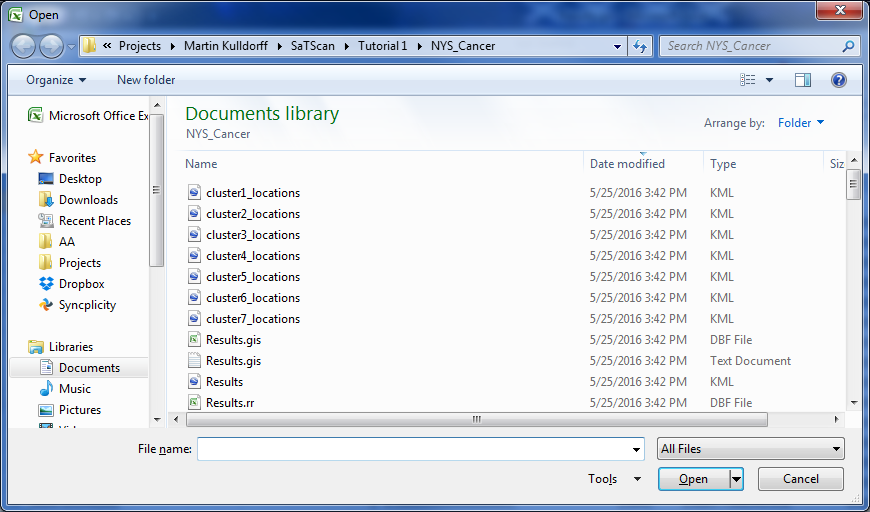 Open
« Projects Martin Kulldorff SaTScan Tutorial 1 NYS_Cancer Search NYS_Cancer
Organize New folder
Microsoft Office Ex
Favorites
Desktop
Downloads
Recent Places
AA
Projects
Dropbox
Syncplicity
Libraries
Documents
Music
Pictures
Documents library
NYS_Cancer
Arrange by: Folder
Name Date modified Type Siz
cluster1_locations 5/25/2016 3:42 PM KML
cluster2_locations 5/25/2016 3:42 PM KML
cluster3_locations 5/25/2016 3:42 PM KML
cluster4_locations 5/25/2016 3:42 PM KML
cluster5_locations 5/25/2016 3:42 PM KML
cluster6_locations 5/25/2016 3:42 PM KML
cluster7_locations 5/25/2016 3:42 PM KML
Results.gis 5/25/2016 3:42 PM DBF File
Results.gis 5/25/2016 3:42 PM Text Document
Results 5/25/2016 3:42 PM KML
Results.rr 5/25/2016 3:42 PM DBF File
File name: All Files
Tools Open Cancel